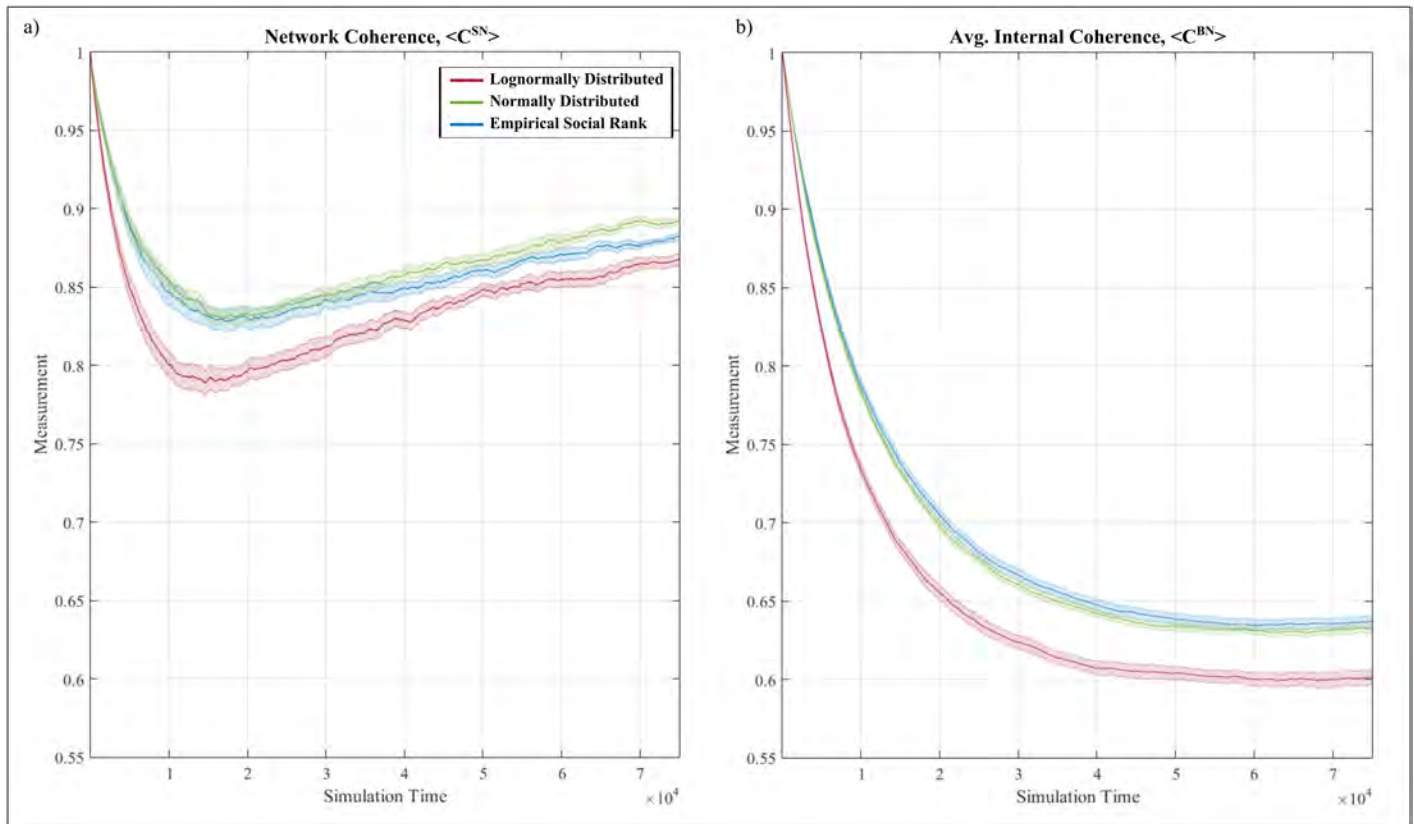 a)
Network Coherence, <C^SN>
Lognormally Distributed
Normally Distributed
Empirical Social Rank
Measurement
1
0.95
0.9
0.85
0.8
0.75
0.7
0.65
0.6
0.55
1 2 3 4 5 6 7
Simulation Time
×10^4
b)
Avg. Internal Coherence, <C^BN>
Measurement
1
0.95
0.9
0.85
0.8
0.75
0.7
0.65
0.6
0.55
1 2 3 4 5 6 7
Simulation Time
×10^4